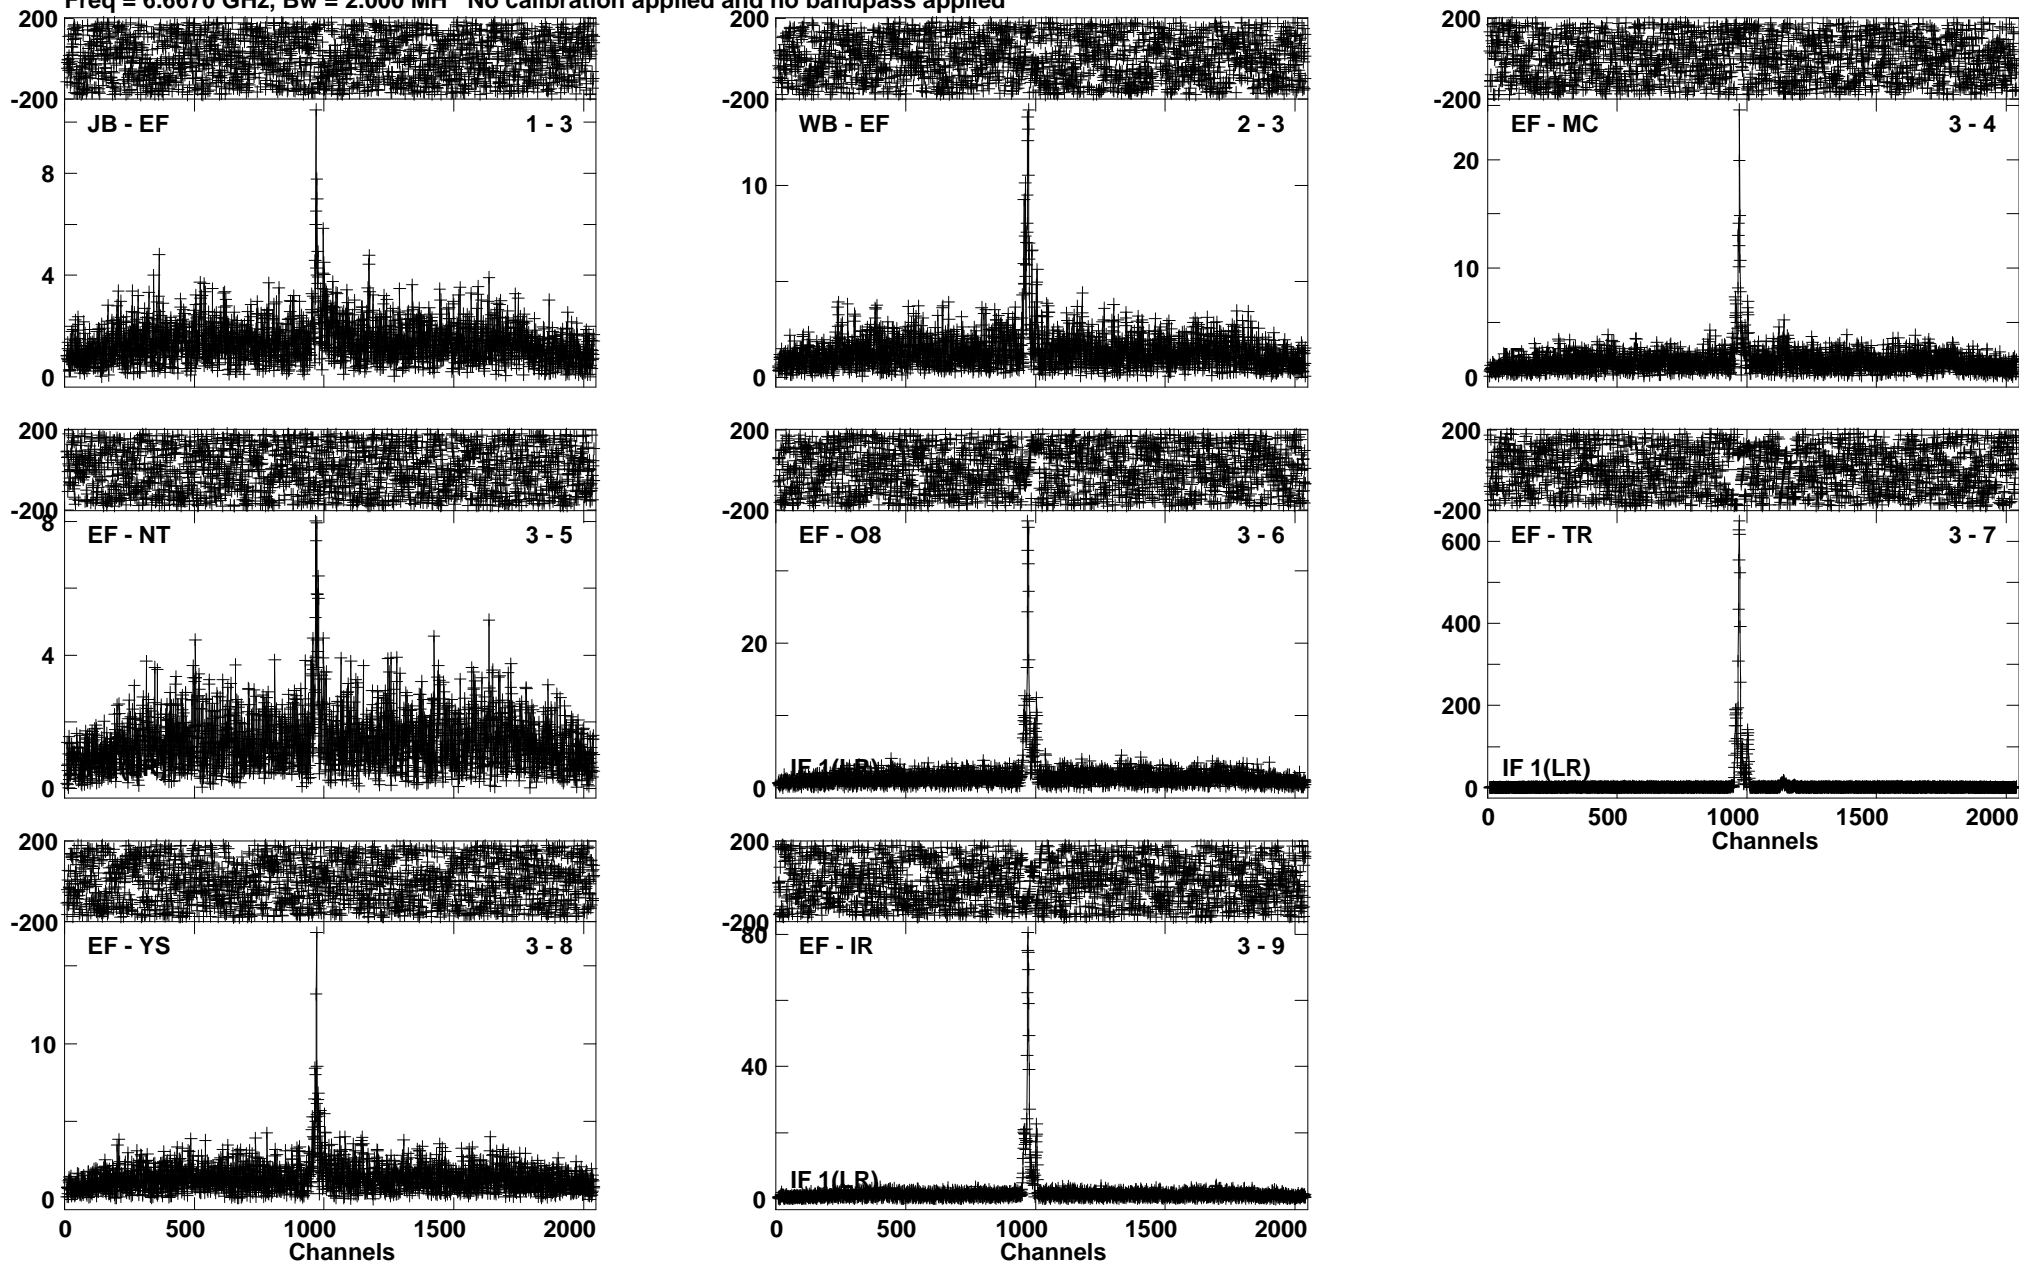 Freq = 6.6670 GHz, Bw = 2.000 MH No calibration applied and no bandpass applied
200
-200
JB - EF 1 - 3
8
4
0
200
-200
WB - EF 2 - 3
10
0
200
-200
EF - MC 3 - 4
20
10
0
200
-200
8
EF - NT 3 - 5
4
0
200
-200
EF - O8 3 - 6
20
IF 1(LR)
0
200
-200
EF - TR 3 - 7
600
400
200
IF 1(LR)
0
0 500 1000 1500 2000
Channels
200
-200
EF - YS 3 - 8
10
0
0 500 1000 1500 2000
Channels
200
-200
80
EF - IR 3 - 9
40
IF 1(LR)
0
0 500 1000 1500 2000
Channels